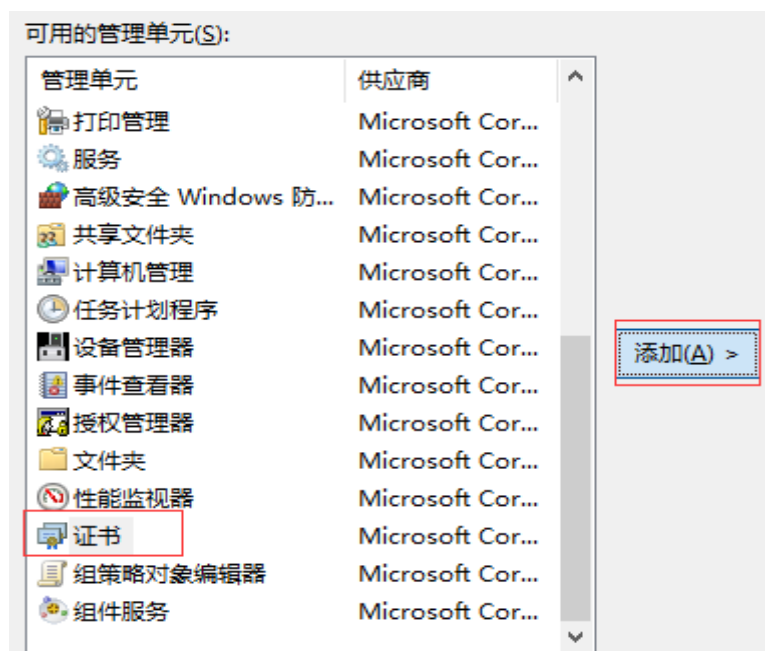 可用的管理单元(S):
管理单元 供应商
打印管理 Microsoft Cor...
服务 Microsoft Cor...
高级安全 Windows 防... Microsoft Cor...
共享文件夹 Microsoft Cor...
计算机管理 Microsoft Cor...
任务计划程序 Microsoft Cor...
设备管理器 Microsoft Cor...
添加(A) >
事件查看器 Microsoft Cor...
授权管理器 Microsoft Cor...
文件夹 Microsoft Cor...
性能监视器 Microsoft Cor...
证书 Microsoft Cor...
组策略对象编辑器 Microsoft Cor...
组件服务 Microsoft Cor...